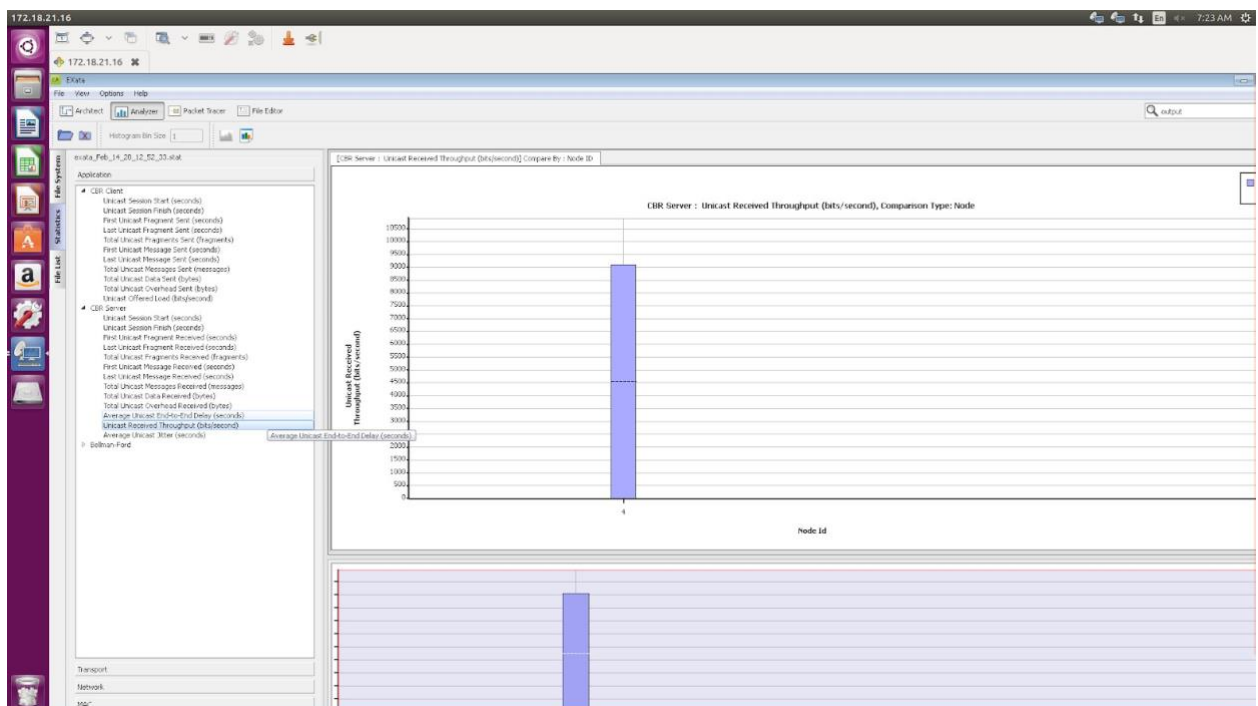 172.18.21.16
En
7:23 AM
172.18.21.16
EXata
File View Options Help
Architect Analyzer Packet Tracer File Editor
output
Histogram Bin Size 1
File System
Statistics
File List
exata_Feb_14_20_12_52_33.stat
Application
CBR Client
Unicast Session Start (seconds)
Unicast Session Finish (seconds)
First Unicast Fragment Sent (seconds)
Last Unicast Fragment Sent (seconds)
Total Unicast Fragments Sent (fragments)
First Unicast Message Sent (seconds)
Last Unicast Message Sent (seconds)
Total Unicast Messages Sent (messages)
Total Unicast Data Sent (bytes)
Total Unicast Overhead Sent (bytes)
Unicast Offered Load (bits/second)
CBR Server
Unicast Session Start (seconds)
Unicast Session Finish (seconds)
First Unicast Fragment Received (seconds)
Last Unicast Fragment Received (seconds)
Total Unicast Fragments Received (fragments)
First Unicast Message Received (seconds)
Last Unicast Message Received (seconds)
Total Unicast Messages Received (messages)
Total Unicast Data Received (bytes)
Total Unicast Overhead Received (bytes)
Average Unicast End-to-End Delay (seconds)
Unicast Received Throughput (bits/second)
Average Unicast Jitter (seconds)
Average Unicast End-to-End Delay (seconds)
Bellman-Ford
Transport
Network
MAC
[CBR Server : Unicast Received Throughput (bits/second)] Compare By : Node ID
CBR Server : Unicast Received Throughput (bits/second), Comparison Type: Node
Unicast Received
Throughput (bits/second)
10500
10000
9500
9000
8500
8000
7500
7000
6500
6000
5500
5000
4500
4000
3500
3000
2000
1500
1000
500
0
4
Node Id